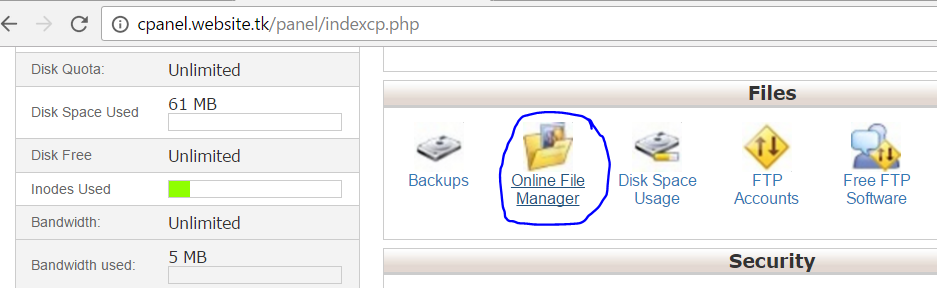 cpanel.website.tk/panel/indexcp.php
Disk Quota: Unlimited
Disk Space Used 61 MB
Disk Free Unlimited
Inodes Used
Bandwidth: Unlimited
Bandwidth used: 5 MB
Files
Backups
Online File
Manager
Disk Space
Usage
FTP
Accounts
Free FTP
Software
Security